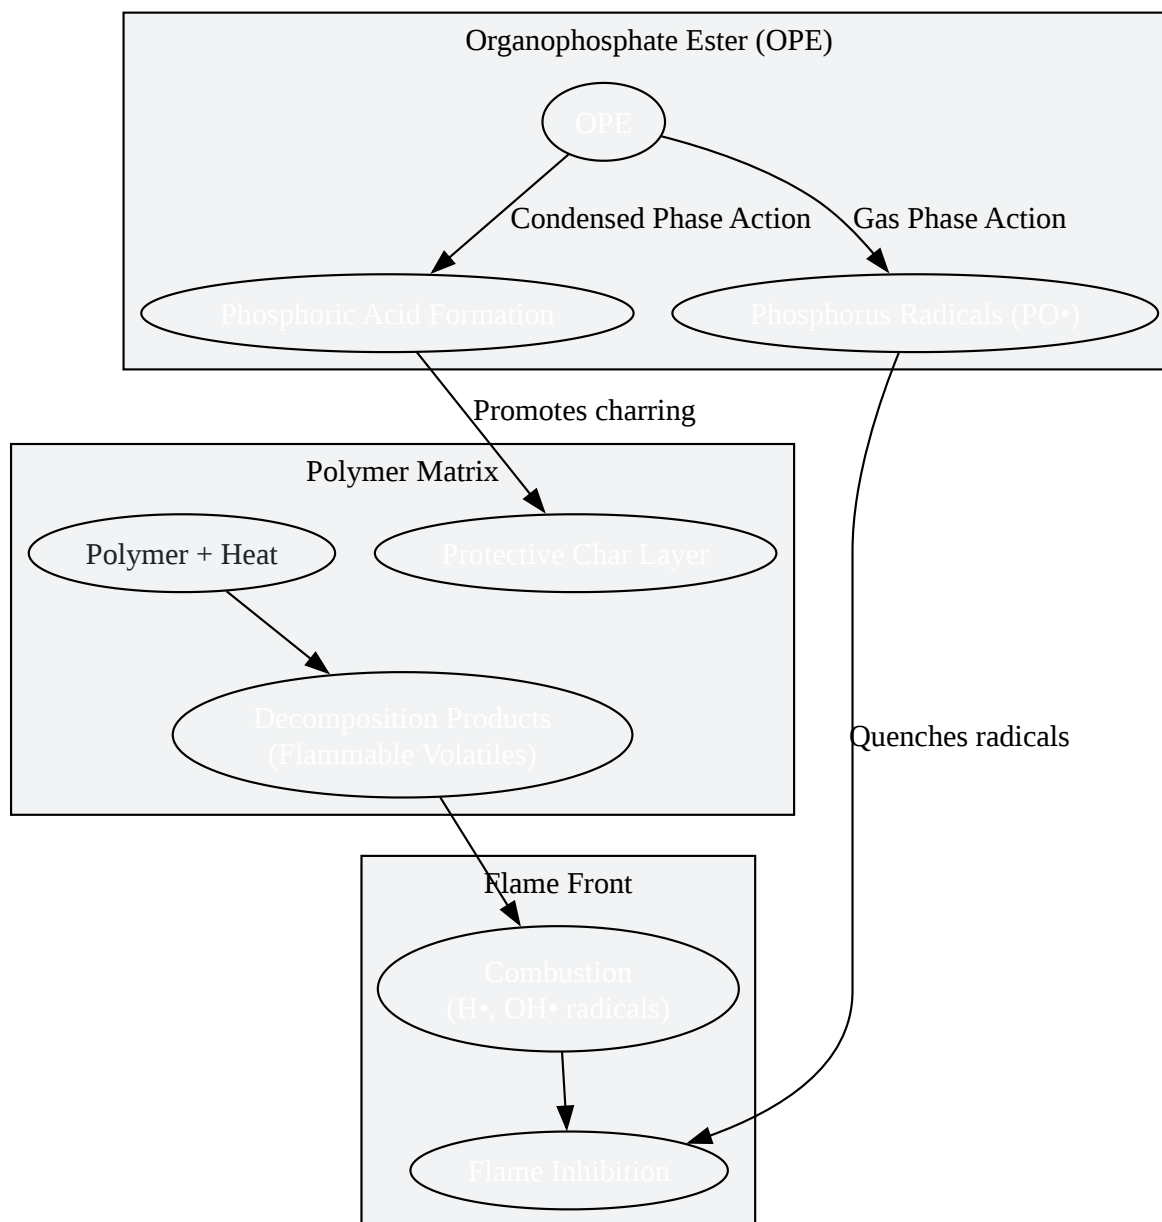 Organophosphate Ester (OPE)
OPE
Condensed Phase Action
Gas Phase Action
Phosphoric Acid Formation
Phosphorus Radicals (PO•)
Promotes charring
Polymer Matrix
Polymer + Heat
Protective Char Layer
Decomposition Products
(Flammable Volatiles)
Quenches radicals
Flame Front
Combustion
(H•, OH• radicals)
Flame Inhibition